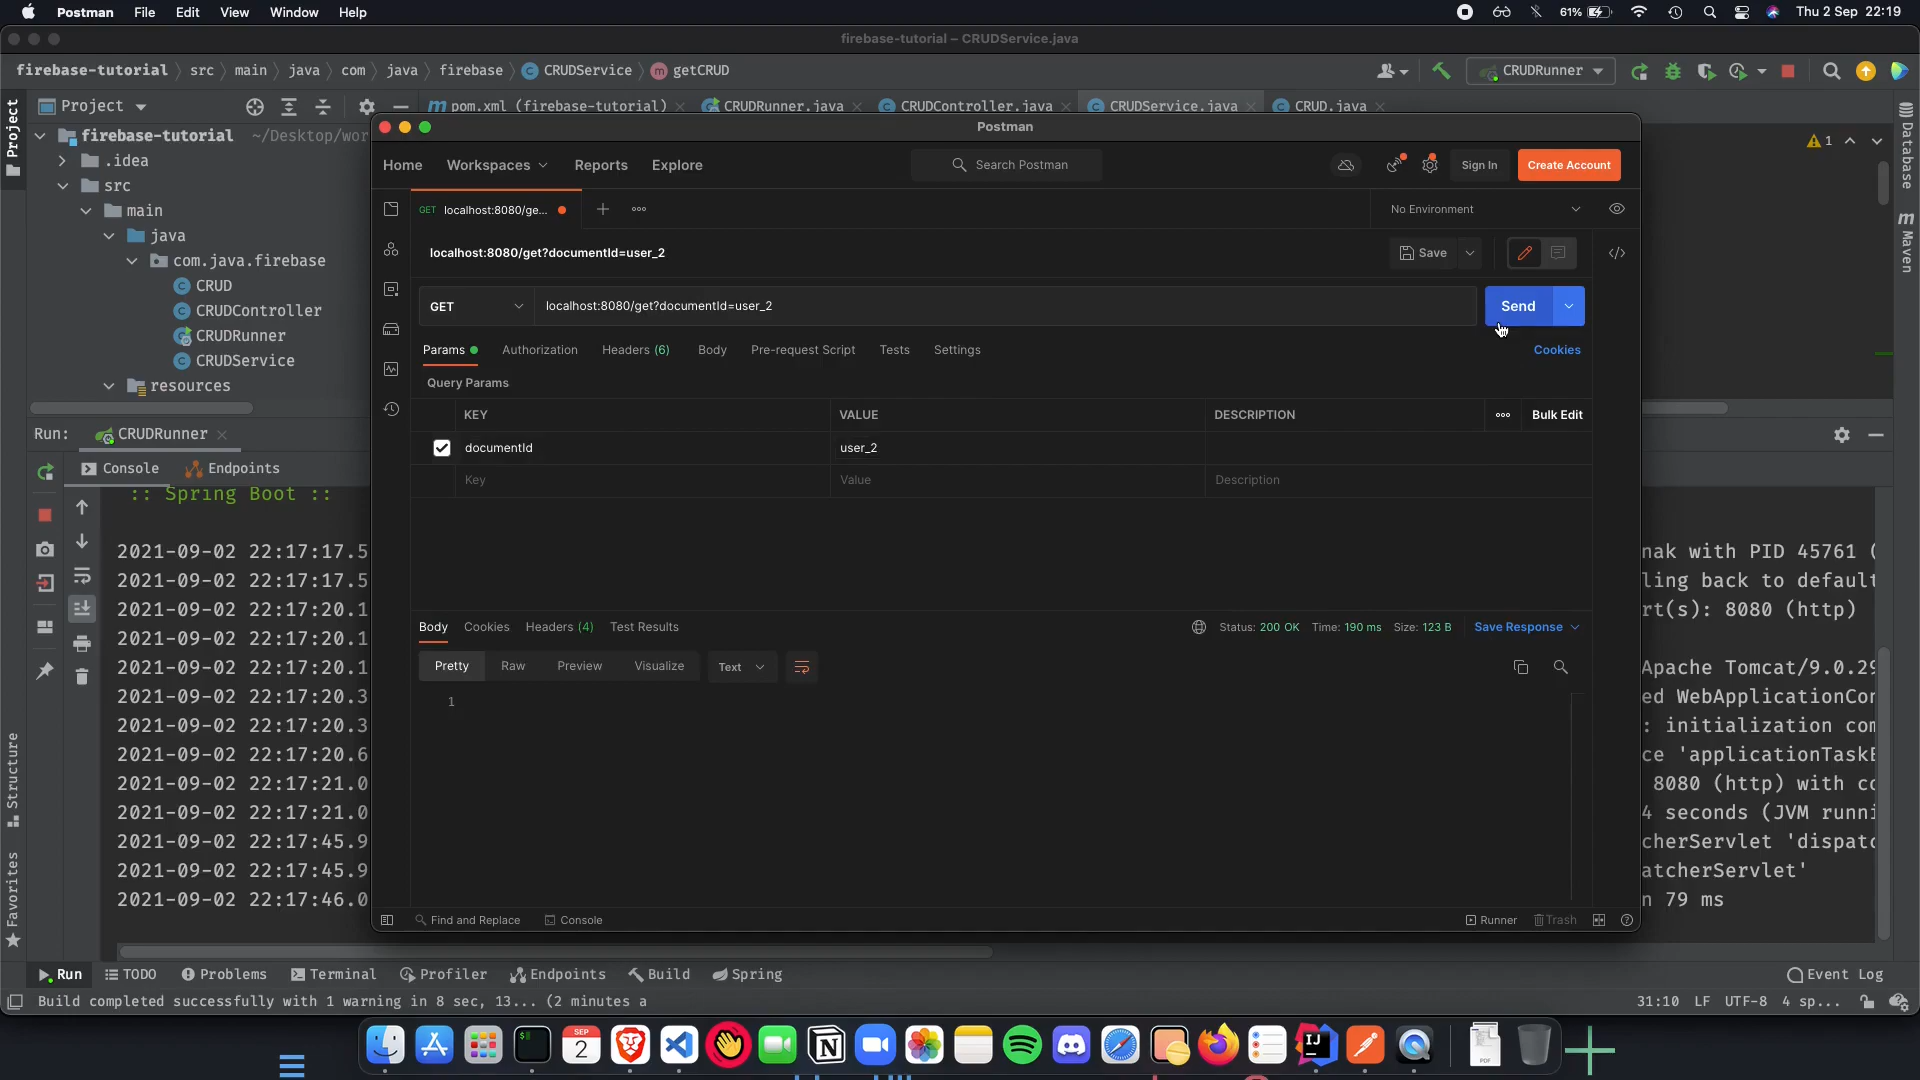 Postman File Edit View Window Help 61% Thu 2 Sep 22:19
firebase-tutorial – CRUDService.java
firebase-tutorial src main java com java firebase CRUDService getCRUD CRUDRunner
Project pom.xml (firebase-tutorial) CRUDRunner.java CRUDController.java CRUDService.java CRUD.java
Project
firebase-tutorial ~/Desktop/wor
.idea
src
main
java
com.java.firebase
CRUD
CRUDController
CRUDRunner
CRUDService
resources
1
Database
Maven
Postman
Home Workspaces Reports Explore Search Postman Sign In Create Account
GET localhost:8080/ge... No Environment
localhost:8080/get?documentId=user_2 Save
GET localhost:8080/get?documentId=user_2 Send
Params Authorization Headers (6) Body Pre-request Script Tests Settings Cookies
Query Params
KEY VALUE DESCRIPTION Bulk Edit
documentId user_2
Key Value Description
Body Cookies Headers (4) Test Results Status: 200 OK Time: 190 ms Size: 123 B Save Response
Pretty Raw Preview Visualize Text
1
Find and Replace Console Runner Trash
Run: CRUDRunner
Console Endpoints
:: Spring Boot ::
2021-09-02 22:17:17.5 nak with PID 45761 (
2021-09-02 22:17:17.5 ling back to default
2021-09-02 22:17:20.1 rt(s): 8080 (http)
2021-09-02 22:17:20.1
2021-09-02 22:17:20.1 Apache Tomcat/9.0.29
2021-09-02 22:17:20.3 ed WebApplicationCon
2021-09-02 22:17:20.3 : initialization com
2021-09-02 22:17:20.6 ce 'applicationTaskE
2021-09-02 22:17:21.0 8080 (http) with co
2021-09-02 22:17:21.0 4 seconds (JVM runni
2021-09-02 22:17:45.9 cherServlet 'dispatc
2021-09-02 22:17:45.9 atcherServlet'
2021-09-02 22:17:46.0 n 79 ms
Structure
Favorites
Run TODO Problems Terminal Profiler Endpoints Build Spring Event Log
Build completed successfully with 1 warning in 8 sec, 13... (2 minutes a 31:10 LF UTF-8 4 sp...
SEP
2
IJ
PDF